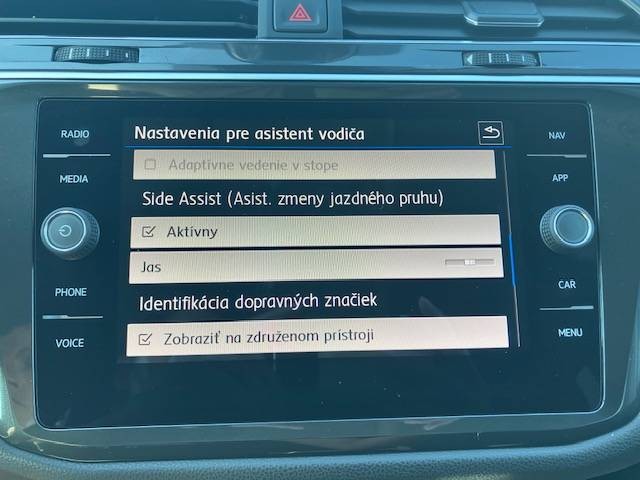 RADIO
MEDIA
PHONE
VOICE
Nastavenia pre asistent vodiča
Adaptívne vedenie v stope
Side Assist (Asist. zmeny jazdného pruhu)
Aktívny
Jas
Identifikácia dopravných značiek
Zobraziť na združenom prístroji
NAV
APP
CAR
MENU